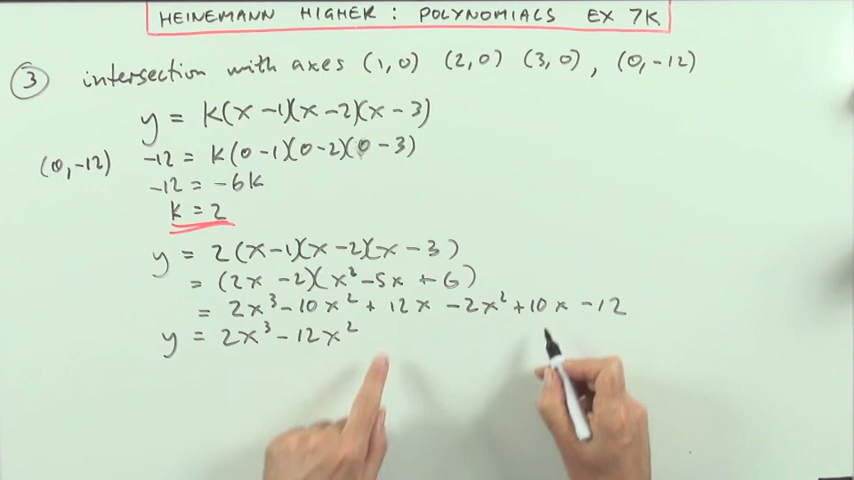 HEINEMANN HIGHER : POLYNOMIALS EX 7K
③ intersection with axes (1,0) (2,0) (3,0), (0,-12)
y = K(x-1)(x-2)(x-3)
(0,-12) -12 = K(0-1)(0-2)(0-3)
-12 = -6K
K = 2
y = 2(x-1)(x-2)(x-3)
= (2x-2)(x²-5x+6)
= 2x³-10x²+12x-2x²+10x-12
y = 2x³-12x²